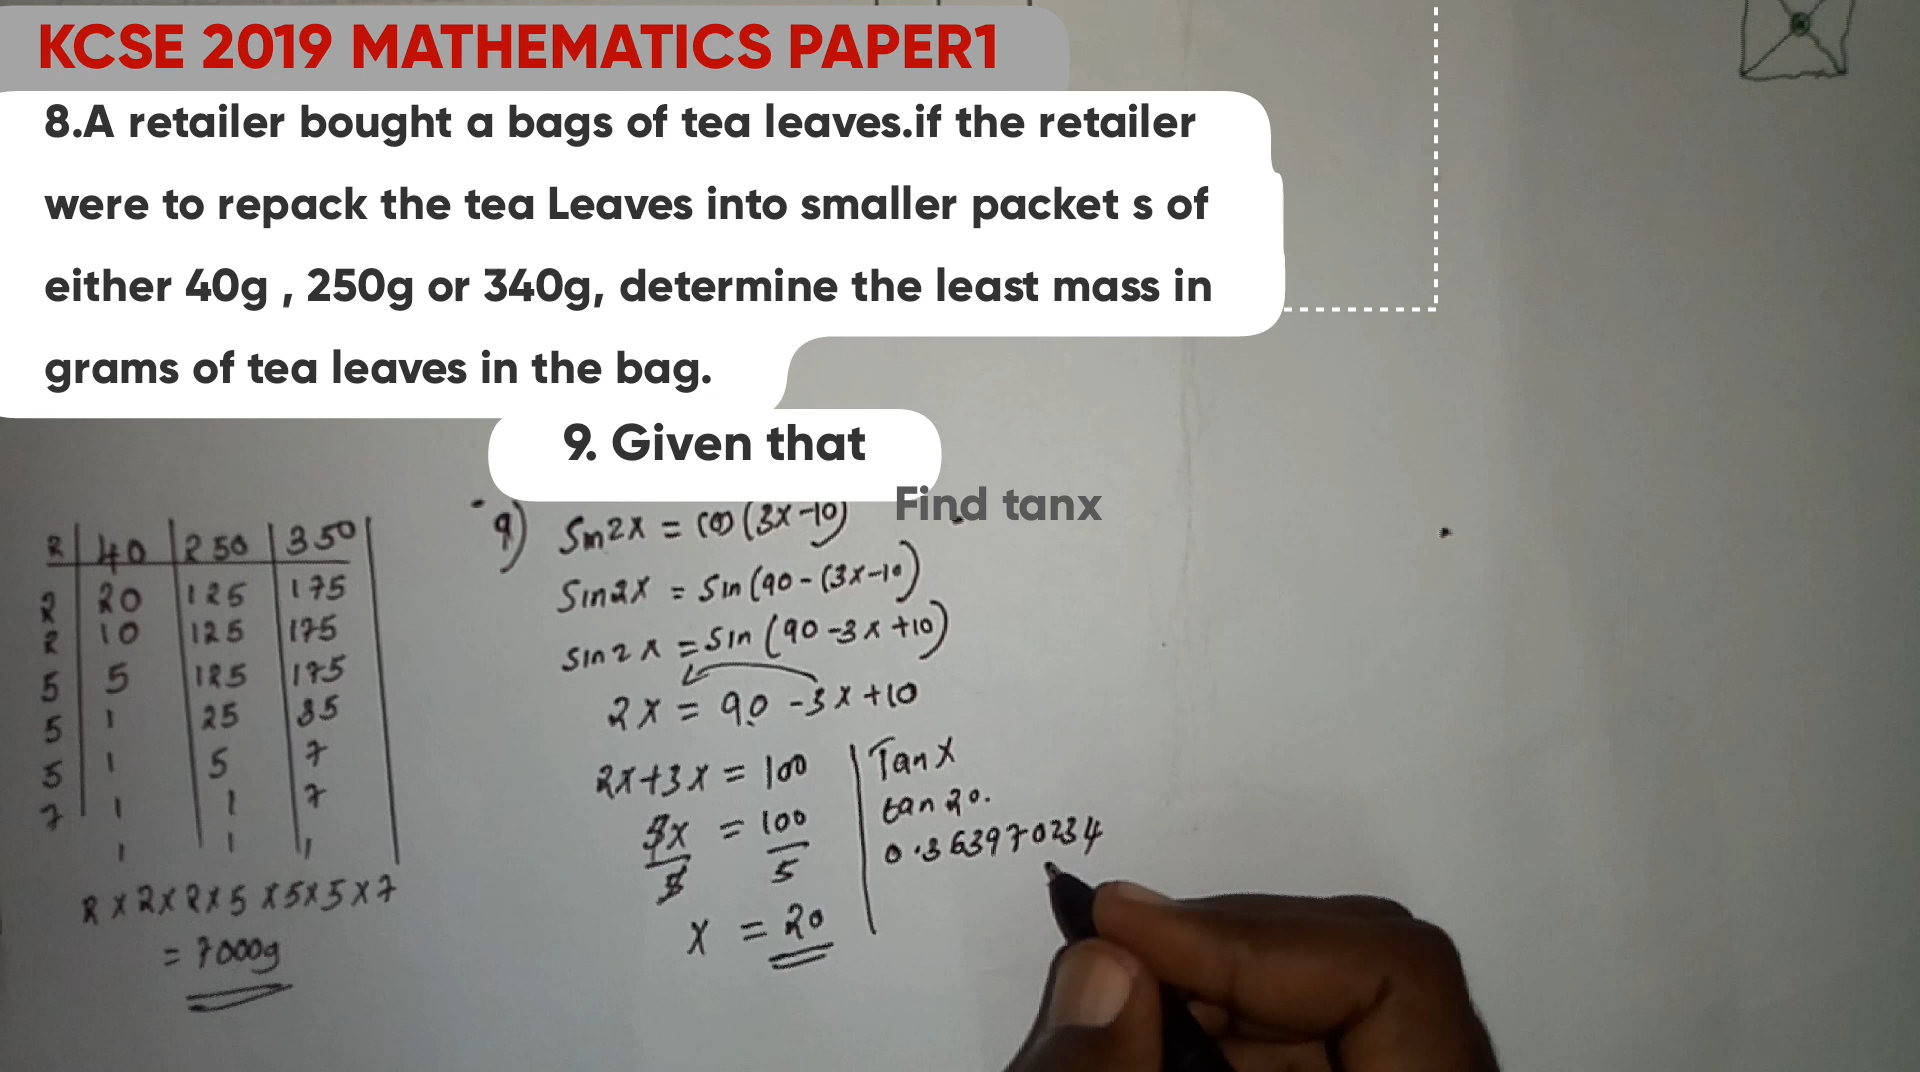 KCSE 2019 MATHEMATICS PAPER1
8.A retailer bought a bags of tea leaves.if the retailer
were to repack the tea Leaves into smaller packet s of
either 40g , 250g or 340g, determine the least mass in
grams of tea leaves in the bag.
9. Given that
Find tanx
2 40 250 350
2 20 125 175
2 10 125 175
5 5 125 175
5 1 25 35
5 1 5 7
7 1 1 7
1 1 1
2 x 2 x 2 x 5 x 5 x 5 x 7
= 7000g
9) Sin2x = cos (3x-10)
Sin2x = Sin (90 - (3x-10)
Sin 2x = Sin (90 -3x +10)
2x = 90 -3x +10
2x+3x = 100
5x = 100
5 5
x = 20
Tan x
tan 20.
0.363970234